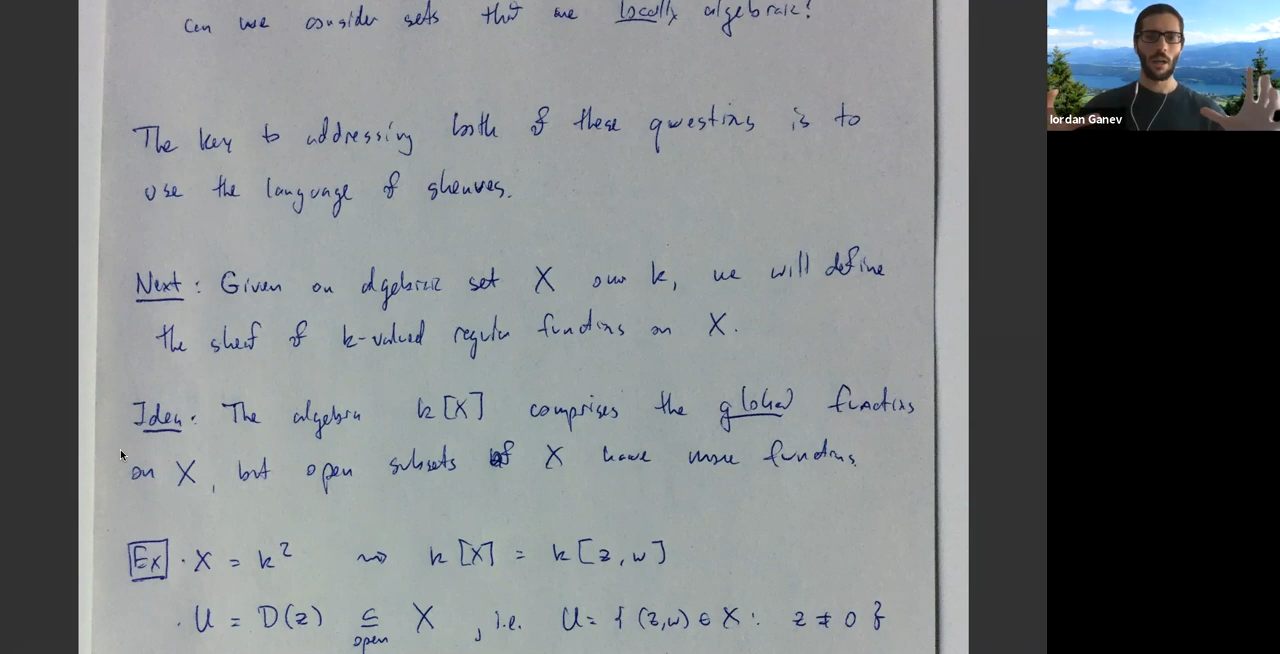 can we consider sets that are locally algebraic?
The key to addressing both of these questions is to
use the language of sheaves.
Next: Given an algebraic set X over k, we will define
the sheaf of k-valued regular functions on X.
Idea: The algebra k[X] comprises the global functions
on X, but open subsets of X have more functions.
Ex · X = k² ⇝ k[X] = k[z,w]
· U = D(z) ⊆ X, i.e. U = { (z,w) ∈ X : z ≠ 0 }
open
Iordan Ganev